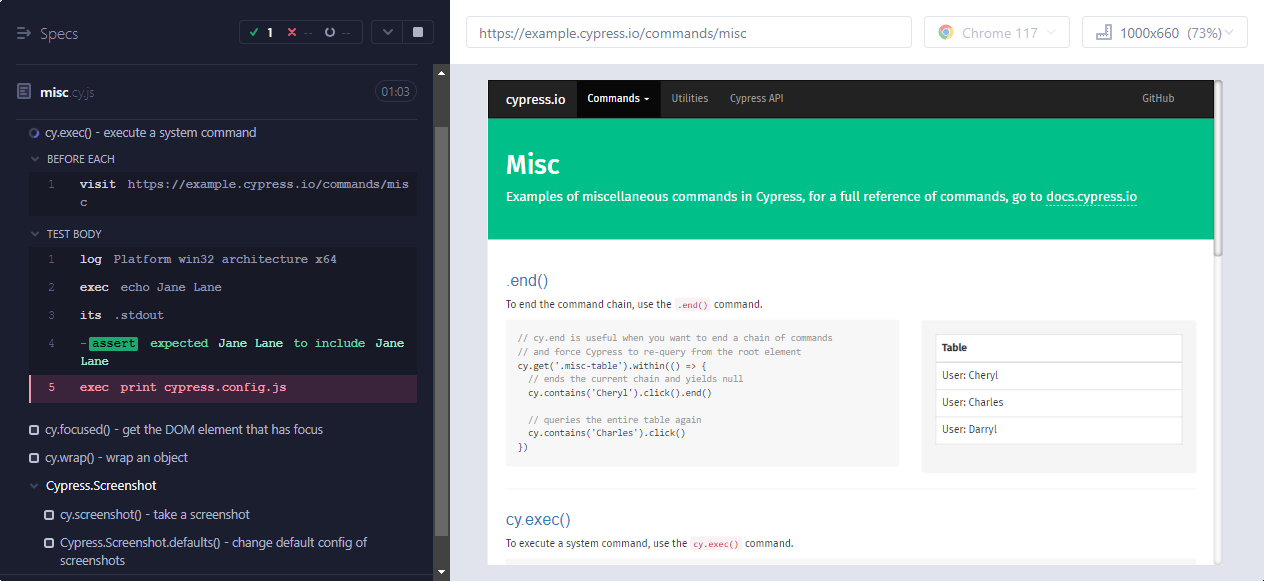 Specs
1
--
--
misc.cy.js
01:03
cy.exec() - execute a system command
BEFORE EACH
1 visit https://example.cypress.io/commands/mis
c
TEST BODY
1 log Platform win32 architecture x64
2 exec echo Jane Lane
3 its .stdout
4 -assert expected Jane Lane to include Jane
Lane
5 exec print cypress.config.js
cy.focused() - get the DOM element that has focus
cy.wrap() - wrap an object
Cypress.Screenshot
cy.screenshot() - take a screenshot
Cypress.Screenshot.defaults() - change default config of
screenshots
https://example.cypress.io/commands/misc
Chrome 117
1000x660 (73%)
cypress.io
Commands
Utilities
Cypress API
GitHub
Misc
Examples of miscellaneous commands in Cypress, for a full reference of commands, go to docs.cypress.io
.end()
To end the command chain, use the .end() command.
// cy.end is useful when you want to end a chain of commands
// and force Cypress to re-query from the root element
cy.get('.misc-table').within(() => {
// ends the current chain and yields null
cy.contains('Cheryl').click().end()
// queries the entire table again
cy.contains('Charles').click()
})
Table
User: Cheryl
User: Charles
User: Darryl
cy.exec()
To execute a system command, use the cy.exec() command.